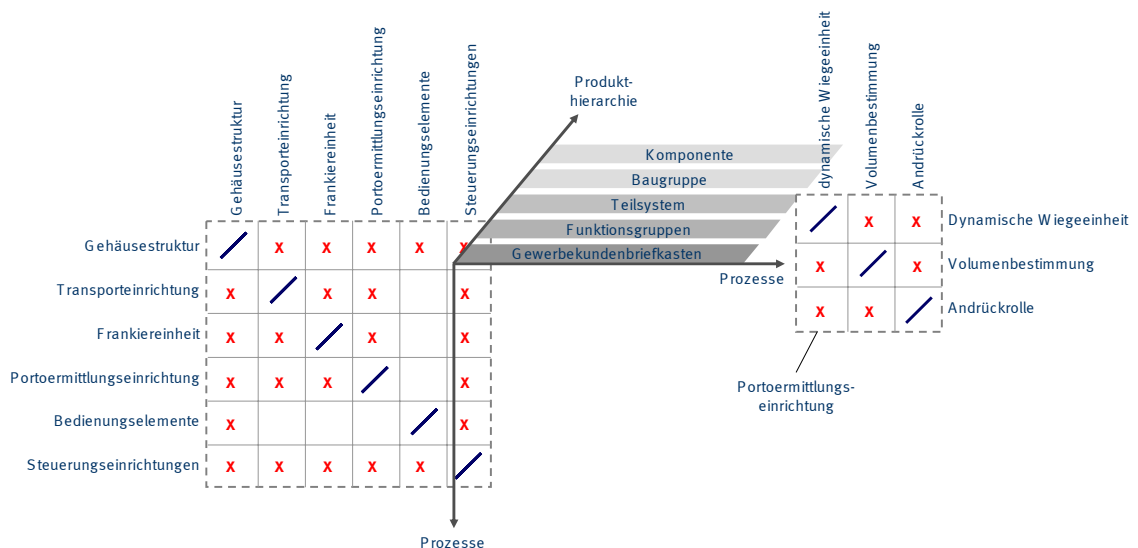 Gehäusestruktur
Transporteinrichtung
Frankiereinheit
Portoermittlungseinrichtung
Bedienungselemente
Steuerungseinrichtungen
Produkt-
hierarchie
dynamische Wiegeeinheit
Volumenbestimmung
Andrückrolle
Komponente
Baugruppe
Teilsystem
Funktionsgruppen
Gewerbekundenbriefkasten
Prozesse
Gehäusestruktur x x x x x
Transporteinrichtung x x x x
Frankiereinheit x x x x
Portoermittlungseinrichtung x x x x
Bedienungselemente x x
Steuerungseinrichtungen x x x x x
Prozesse
x x Dynamische Wiegeeinheit
x x Volumenbestimmung
x x Andrückrolle
Portoermittlungs-
einrichtung